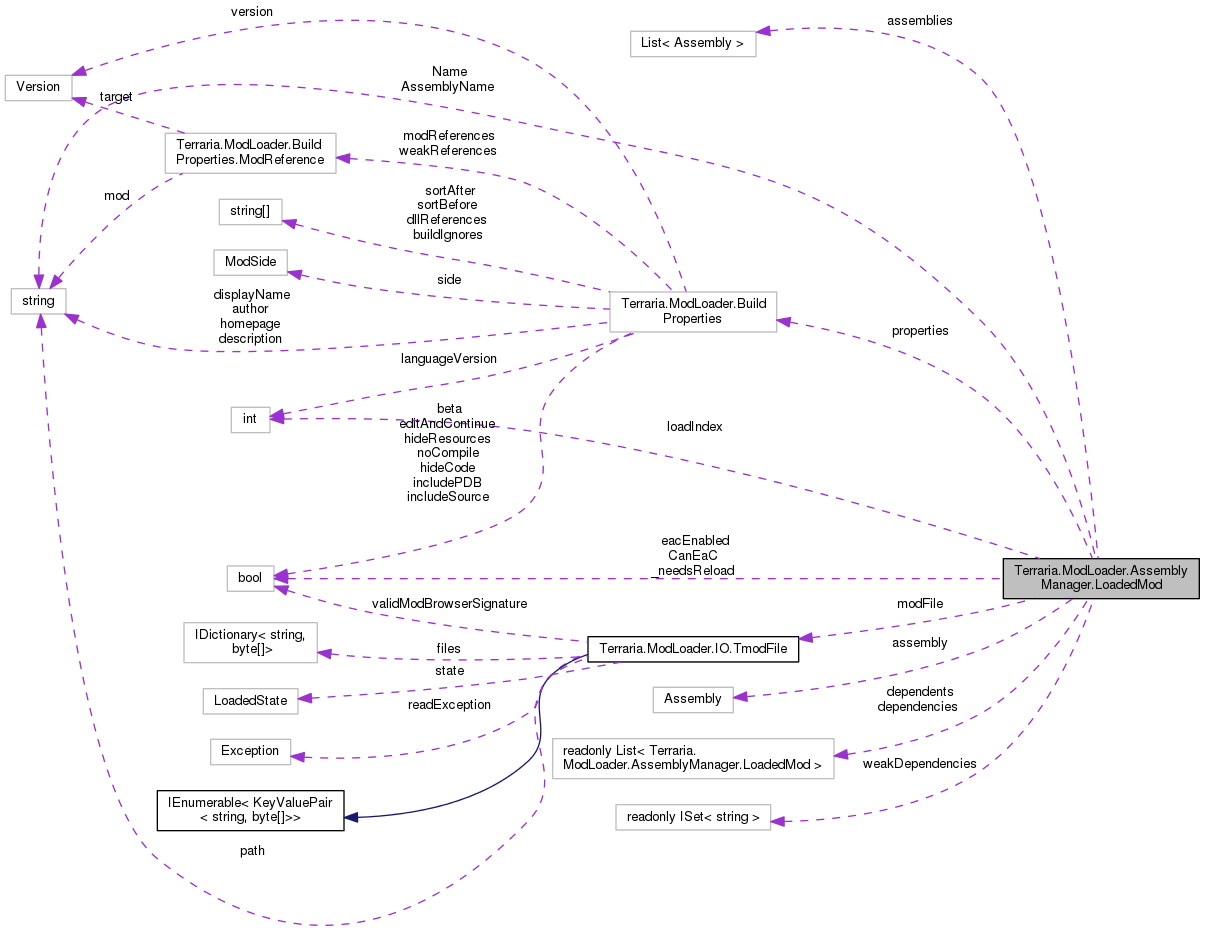 version
assemblies
List< Assembly >
Name
AssemblyName
Version
target
Terraria.ModLoader.Build
Properties.ModReference
modReferences
weakReferences
mod
sortAfter
sortBefore
dllReferences
buildIgnores
string[]
ModSide
side
string
displayName
author
homepage
description
Terraria.ModLoader.Build
Properties
properties
languageVersion
int
beta
editAndContinue
hideResources
noCompile
hideCode
includePDB
includeSource
loadIndex
eacEnabled
CanEaC
_needsReload
bool
Terraria.ModLoader.Assembly
Manager.LoadedMod
validModBrowserSignature
modFile
IDictionary< string,
byte[]>
files
Terraria.ModLoader.IO.TmodFile
assembly
state
LoadedState
Assembly
dependents
dependencies
readException
Exception
readonly List< Terraria.
ModLoader.AssemblyManager.LoadedMod >
weakDependencies
IEnumerable< KeyValuePair
< string, byte[]>>
readonly ISet< string >
path